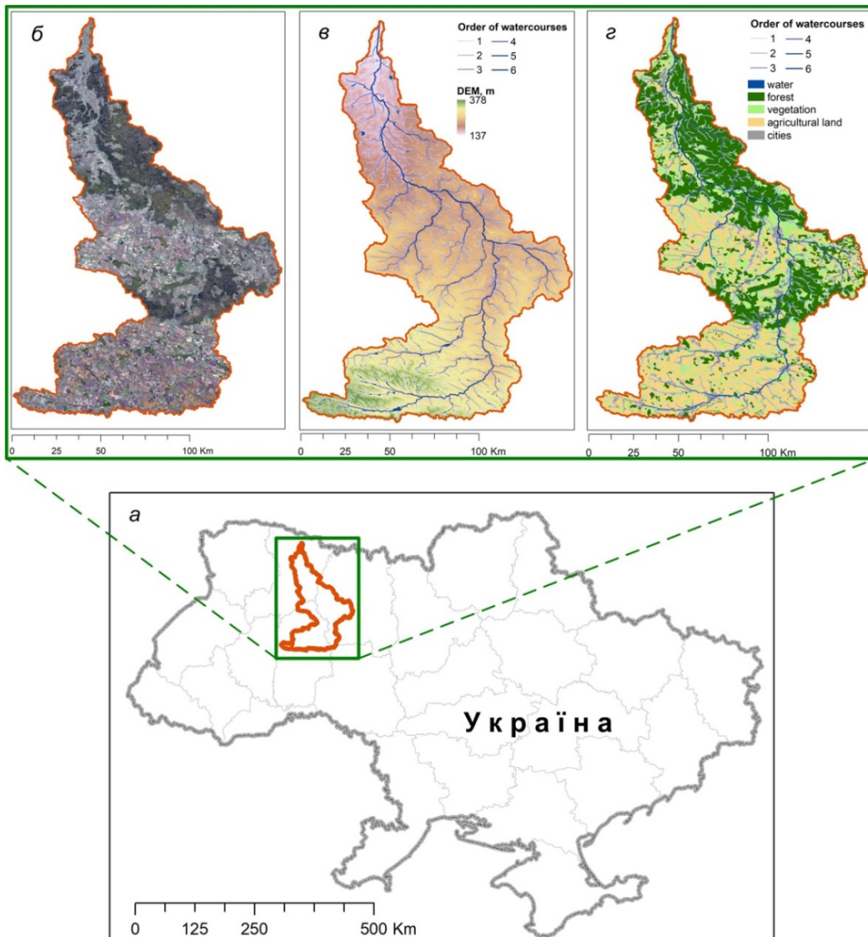 б
в
Order of watercourses
1 4
2 5
3 6
DEM, m
378
137
г
Order of watercourses
1 4
2 5
3 6
water
forest
vegetation
agricultural land
cities
0 25 50 100 Km
0 25 50 100 Km
0 25 50 100 Km
а
Україна
0 125 250 500 Km